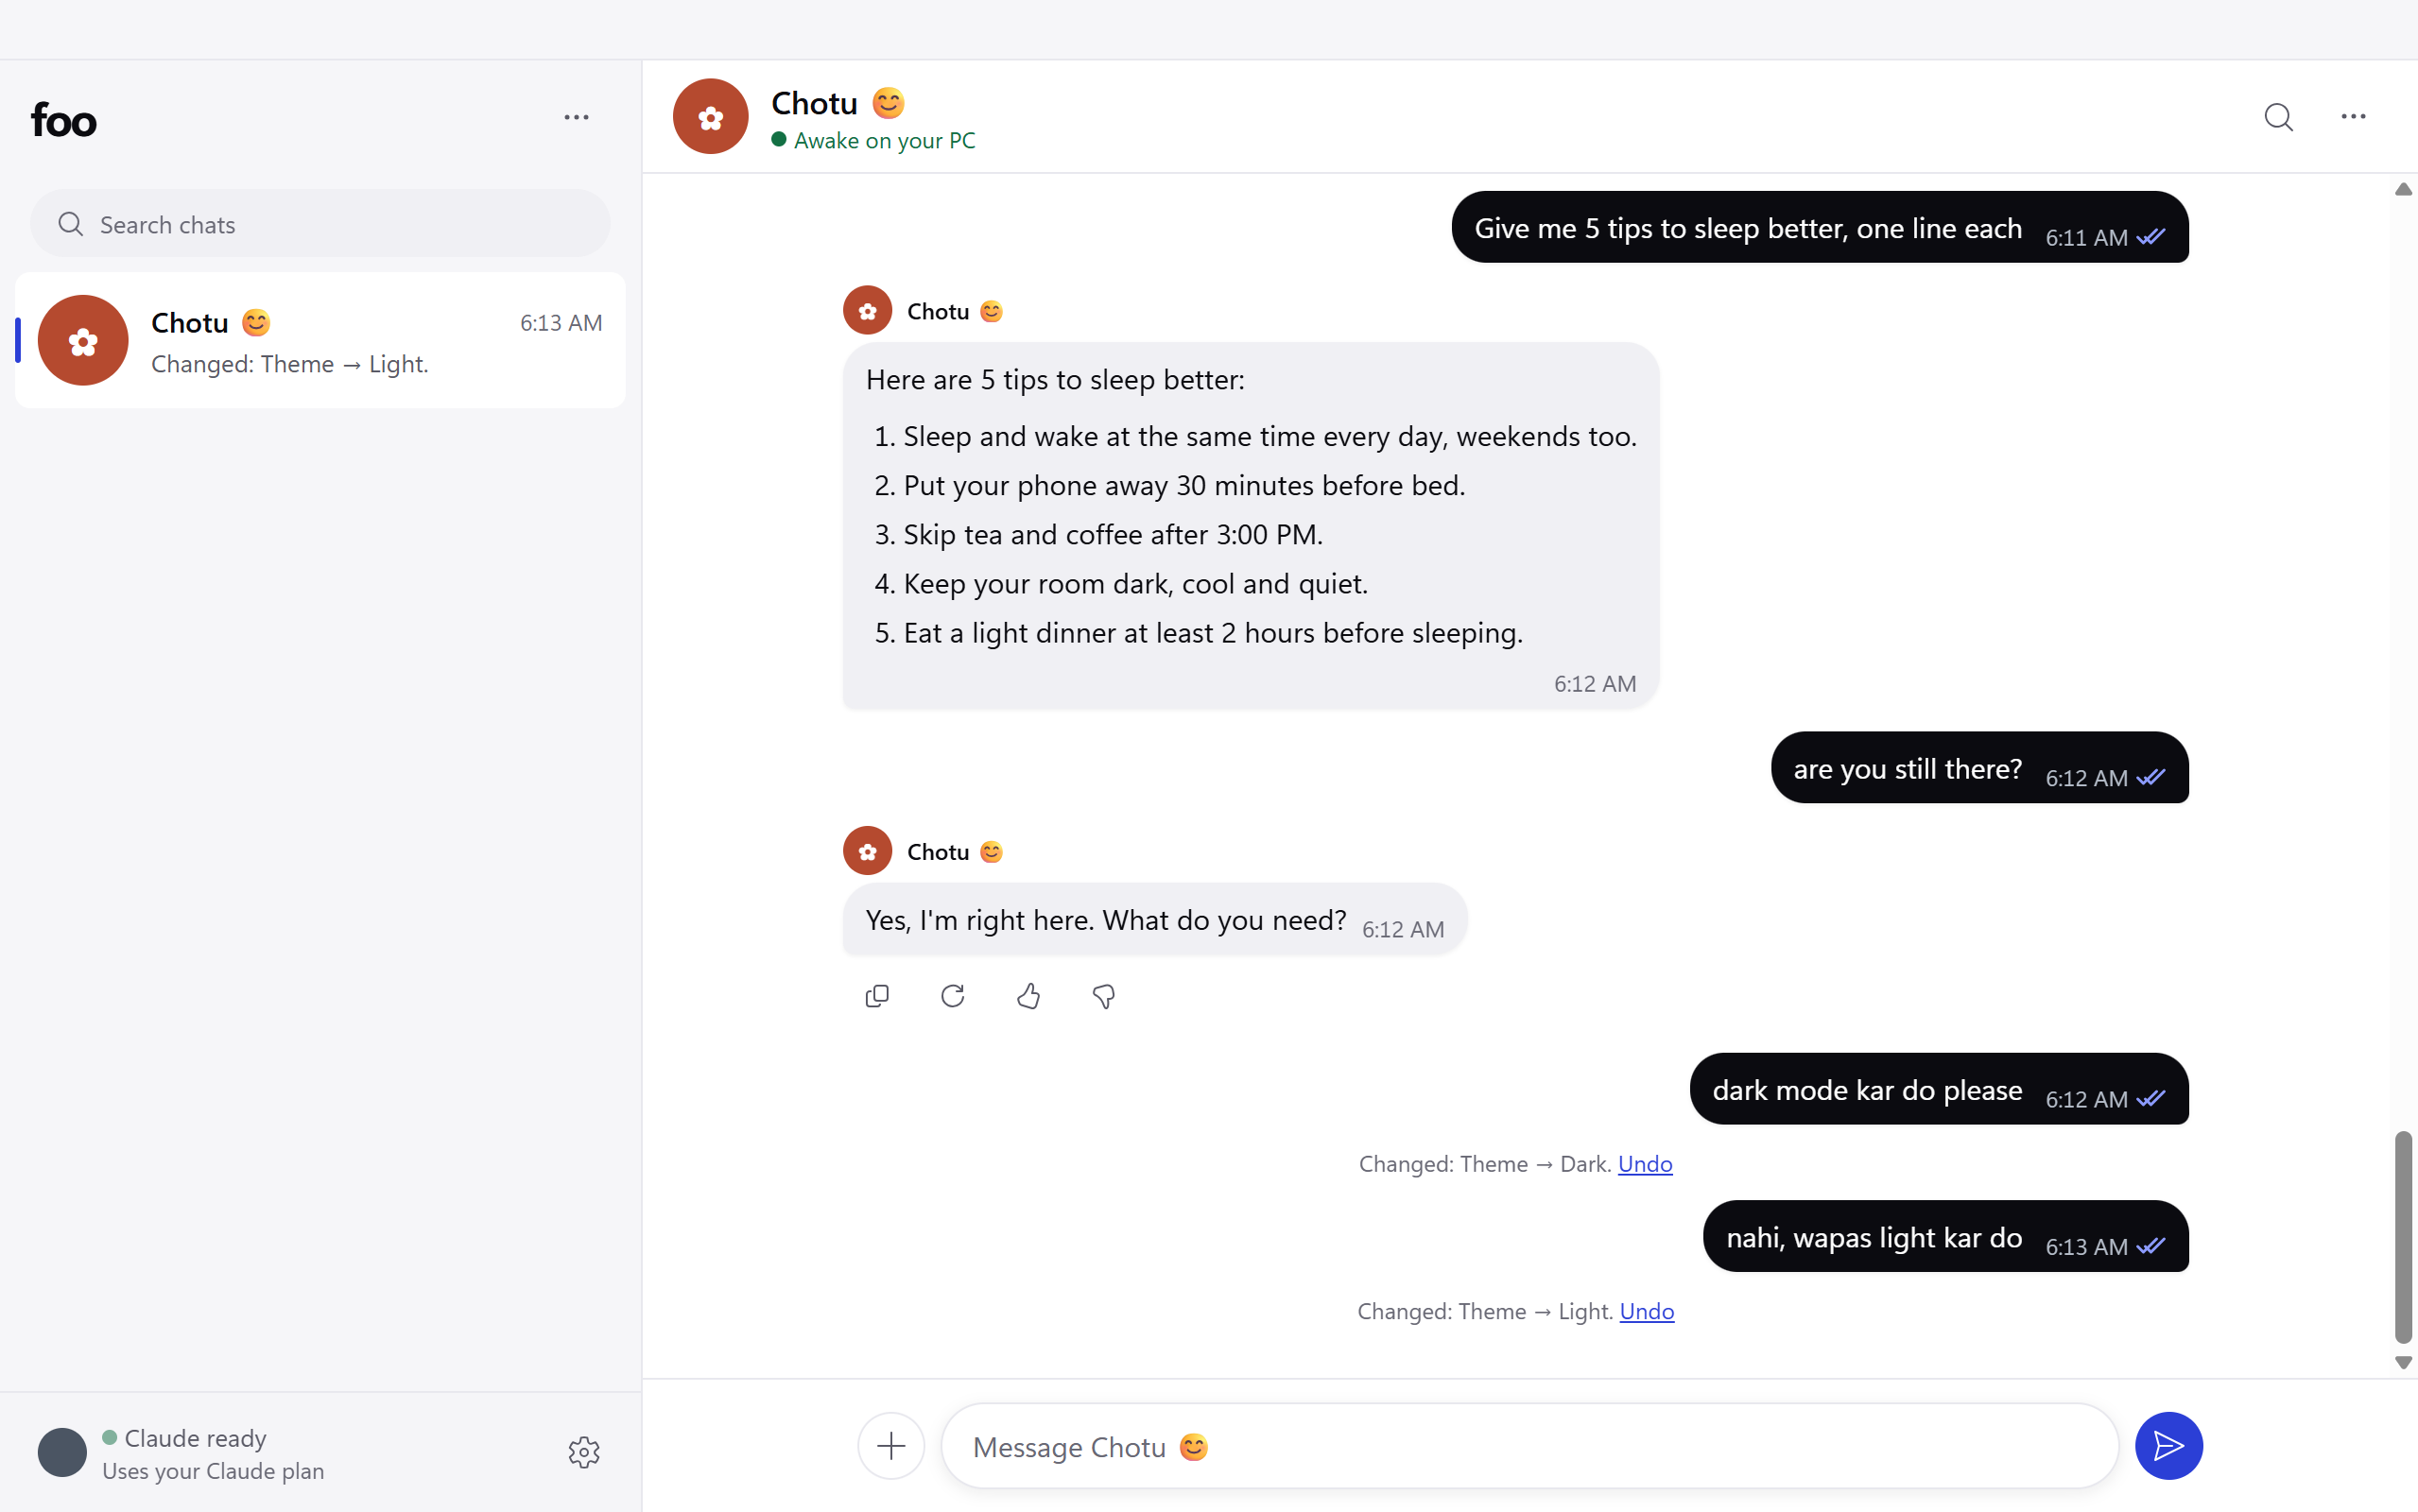 foo
Search chats
Chotu 😊
6:13 AM
Changed: Theme → Light.
Claude ready
Uses your Claude plan
Chotu 😊
Awake on your PC
Give me 5 tips to sleep better, one line each 6:11 AM
Chotu 😊
Here are 5 tips to sleep better:
1. Sleep and wake at the same time every day, weekends too.
2. Put your phone away 30 minutes before bed.
3. Skip tea and coffee after 3:00 PM.
4. Keep your room dark, cool and quiet.
5. Eat a light dinner at least 2 hours before sleeping.
6:12 AM
are you still there? 6:12 AM
Chotu 😊
Yes, I'm right here. What do you need? 6:12 AM
dark mode kar do please 6:12 AM
Changed: Theme → Dark. Undo
nahi, wapas light kar do 6:13 AM
Changed: Theme → Light. Undo
Message Chotu 😊